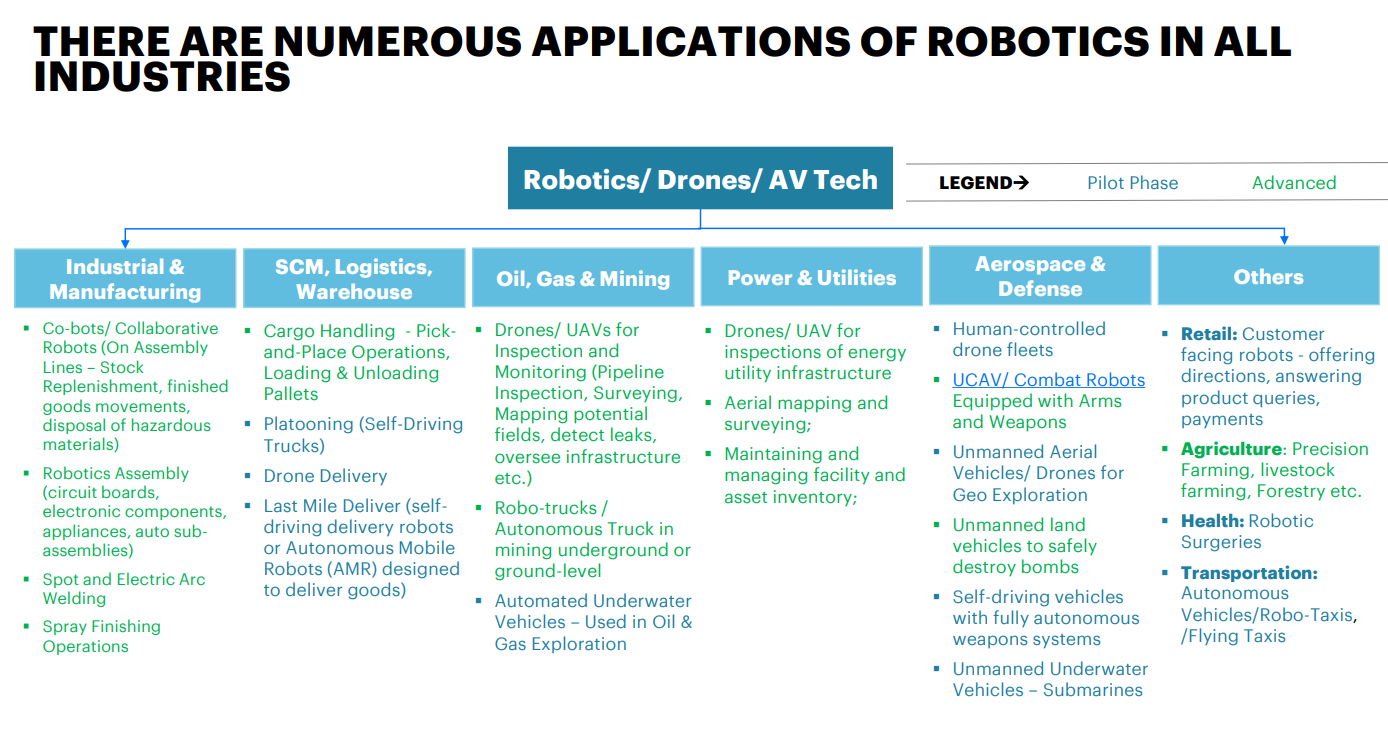 THERE ARE NUMEROUS APPLICATIONS OF ROBOTICS IN ALL
INDUSTRIES
Robotics/ Drones/ AV Tech
LEGEND→ Pilot Phase Advanced
Industrial &
Manufacturing
▪ Co-bots/ Collaborative
Robots (On Assembly
Lines – Stock
Replenishment, finished
goods movements,
disposal of hazardous
materials)
▪ Robotics Assembly
(circuit boards,
electronic components,
appliances, auto sub-
assemblies)
▪ Spot and Electric Arc
Welding
▪ Spray Finishing
Operations
SCM, Logistics,
Warehouse
▪ Cargo Handling - Pick-
and-Place Operations,
Loading & Unloading
Pallets
▪ Platooning (Self-Driving
Trucks)
▪ Drone Delivery
▪ Last Mile Deliver (self-
driving delivery robots
or Autonomous Mobile
Robots (AMR) designed
to deliver goods)
Oil, Gas & Mining
▪ Drones/ UAVs for
Inspection and
Monitoring (Pipeline
Inspection, Surveying,
Mapping potential
fields, detect leaks,
oversee infrastructure
etc.)
▪ Robo-trucks /
Autonomous Truck in
mining underground or
ground-level
▪ Automated Underwater
Vehicles – Used in Oil &
Gas Exploration
Power & Utilities
▪ Drones/ UAV for
inspections of energy
utility infrastructure
▪ Aerial mapping and
surveying;
▪ Maintaining and
managing facility and
asset inventory;
Aerospace &
Defense
▪ Human-controlled
drone fleets
▪ UCAV/ Combat Robots
Equipped with Arms
and Weapons
▪ Unmanned Aerial
Vehicles/ Drones for
Geo Exploration
▪ Unmanned land
vehicles to safely
destroy bombs
▪ Self-driving vehicles
with fully autonomous
weapons systems
▪ Unmanned Underwater
Vehicles – Submarines
Others
▪ Retail: Customer
facing robots - offering
directions, answering
product queries,
payments
▪ Agriculture: Precision
Farming, livestock
farming, Forestry etc.
▪ Health: Robotic
Surgeries
▪ Transportation:
Autonomous
Vehicles/Robo-Taxis,
/Flying Taxis